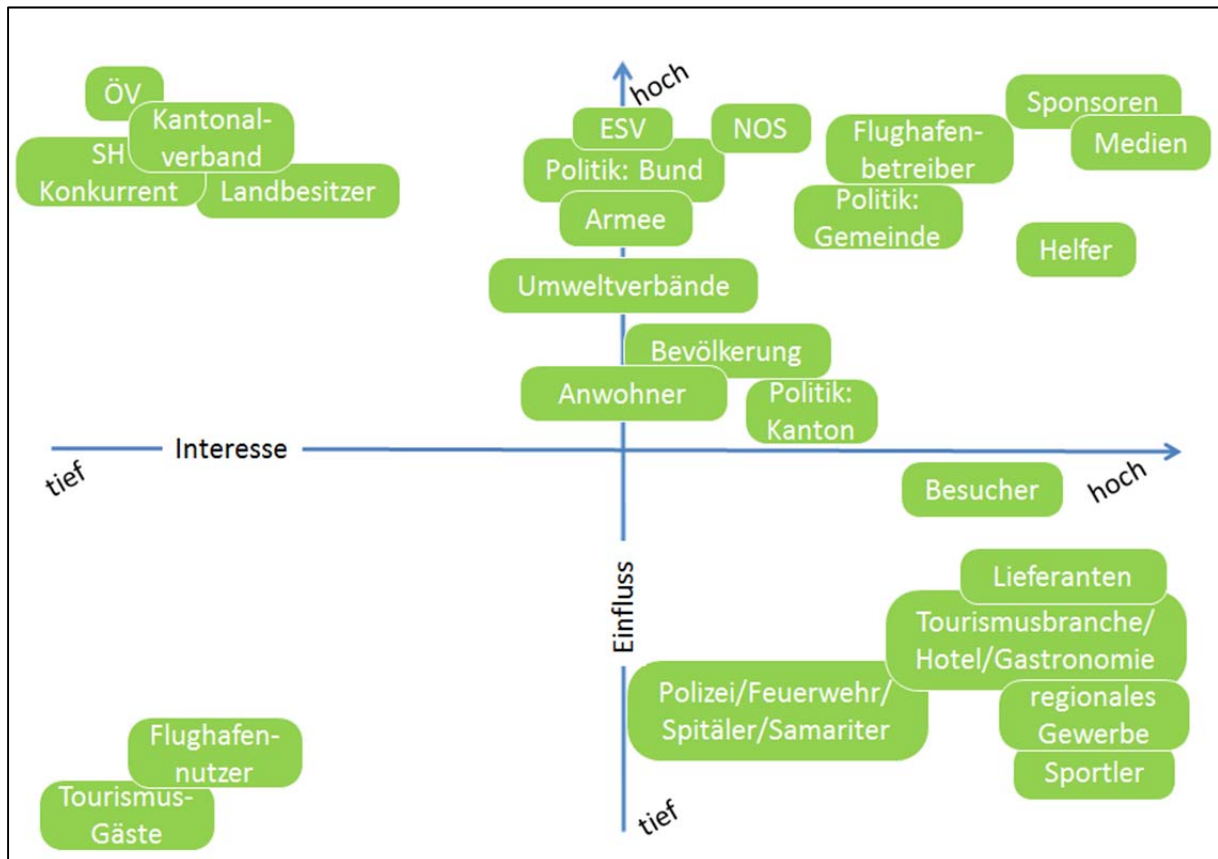 ÖV
Kantonal-
verband
SH
Konkurrent
Landbesitzer
hoch
ESV
NOS
Politik: Bund
Armee
Flughafen-
betreiber
Politik:
Gemeinde
Sponsoren
Medien
Helfer
Umweltverbände
Bevölkerung
Anwohner
Politik:
Kanton
Interesse
tief
hoch
Besucher
Einfluss
Lieferanten
Tourismusbranche/
Hotel/Gastronomie
Polizei/Feuerwehr/
Spitäler/Samariter
regionales
Gewerbe
Sportler
Flughafen-
nutzer
Tourismus-
Gäste
tief